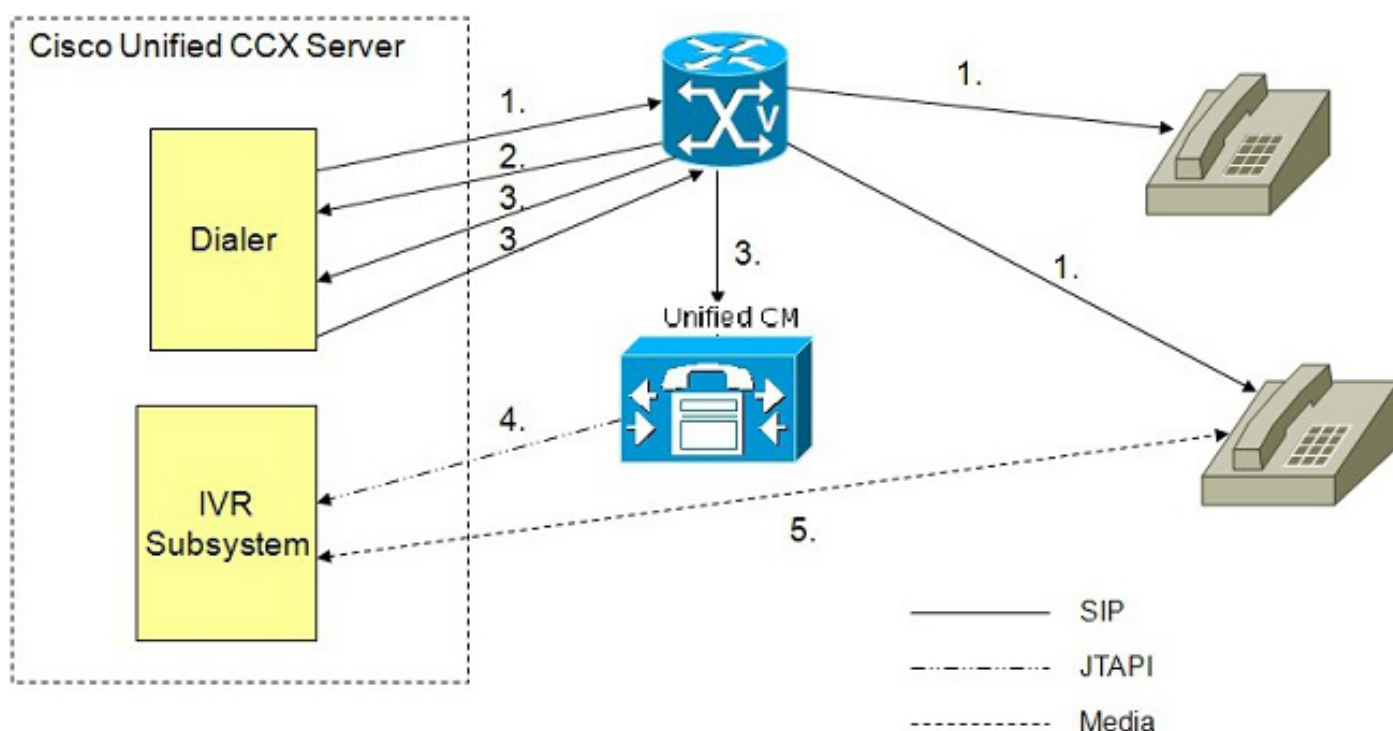 Cisco Unified CCX Server
1.
1.
2.
3.
3.
Dialer
3.
1.
Unified CM
4.
IVR
Subsystem
5.
SIP
JTAPI
Media
V